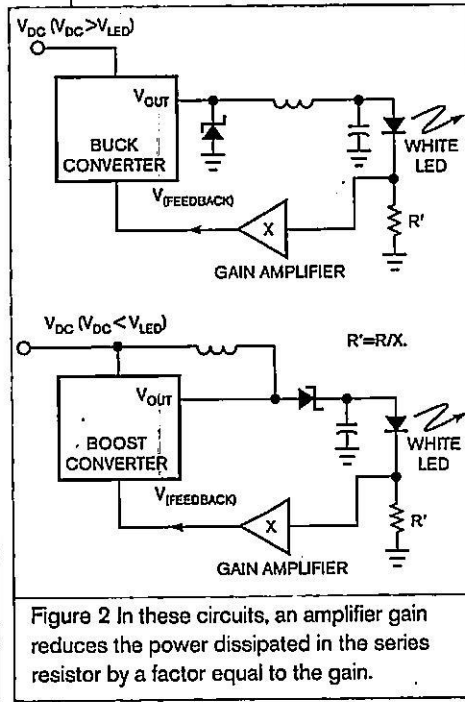 V_DC (V_DC>V_LED)
V_OUT
BUCK
CONVERTER
WHITE
LED
V_(FEEDBACK)
X
R'
GAIN AMPLIFIER
V_DC (V_DC<V_LED)
R'=R/X.
V_OUT
BOOST
CONVERTER
WHITE
LED
V_(FEEDBACK)
X
R'
GAIN AMPLIFIER
Figure 2 In these circuits, an amplifier gain
reduces the power dissipated in the series
resistor by a factor equal to the gain.